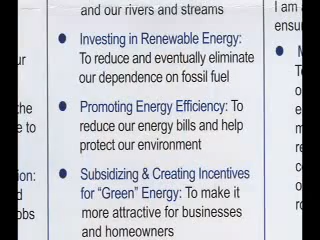 and our rivers and streams
Investing in Renewable Energy:
To reduce and eventually eliminate
our dependence on fossil fuel
Promoting Energy Efficiency: To
reduce our energy bills and help
protect our environment
Subsidizing & Creating Incentives
for "Green" Energy: To make it
more attractive for businesses
and homeowners
I am
the